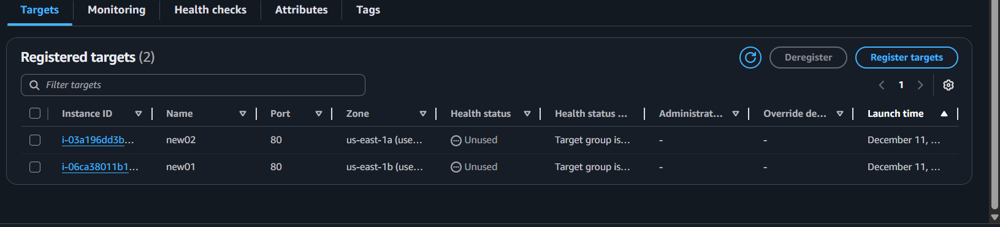 Targets Monitoring Health checks Attributes Tags
Registered targets (2) Deregister Register targets
Filter targets 1
Instance ID Name Port Zone Health status Health status ... Administrat... Override de... Launch time
i-03a196dd3b... new02 80 us-east-1a (use... Unused Target group is... - - December 11, ...
i-06ca38011b1... new01 80 us-east-1b (use... Unused Target group is... - - December 11, ...